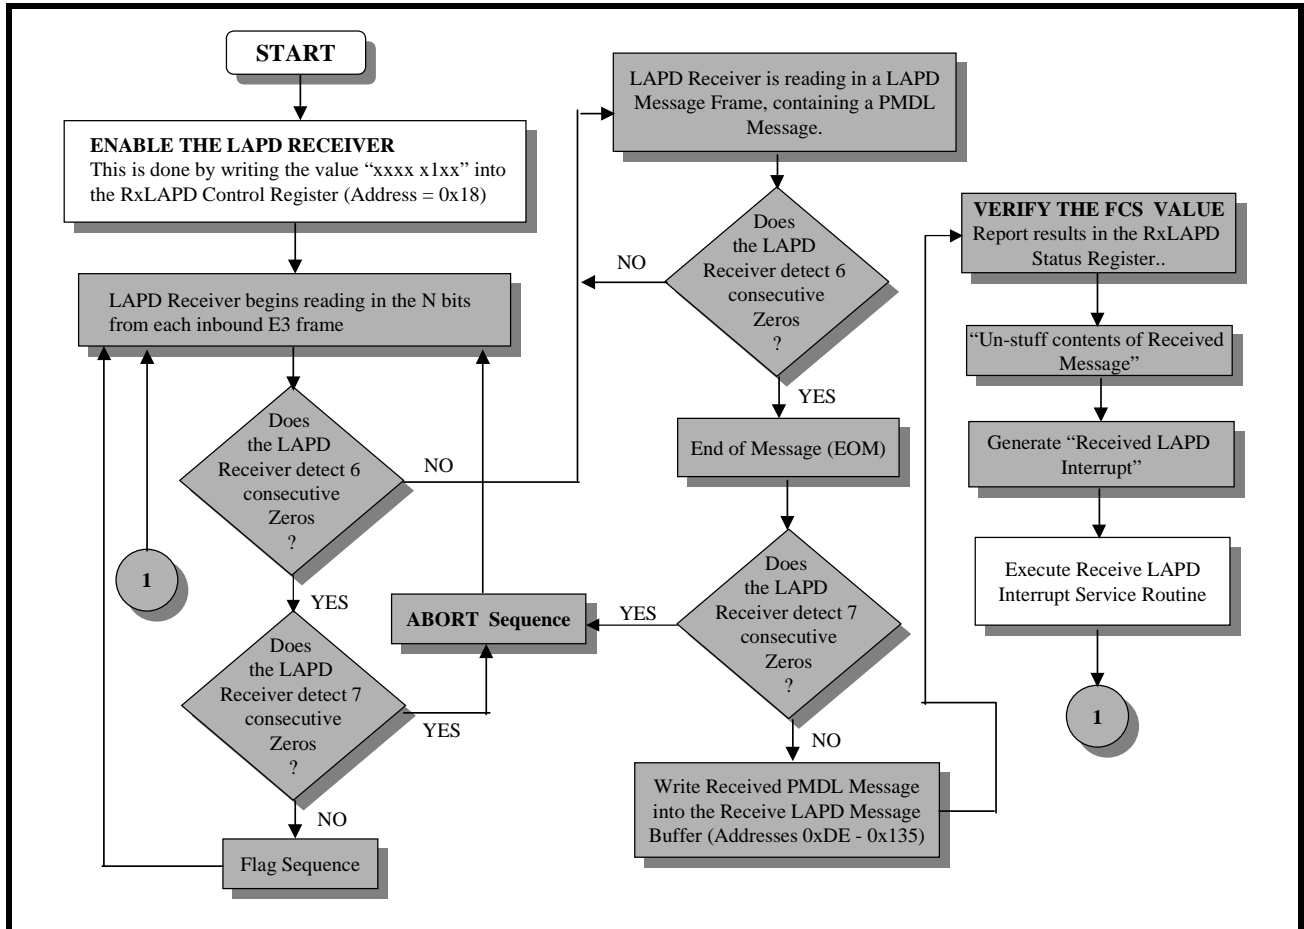 START
ENABLE THE LAPD RECEIVER
This is done by writing the value “xxxx x1xx” into
the RxLAPD Control Register (Address = 0x18)
LAPD Receiver begins reading in the N bits
from each inbound E3 frame
Does
the LAPD
Receiver detect 6
consecutive
Zeros
?
NO
YES
1
Does
the LAPD
Receiver detect 7
consecutive
Zeros
?
YES
NO
Flag Sequence
ABORT Sequence
LAPD Receiver is reading in a LAPD
Message Frame, containing a PMDL
Message.
Does
the LAPD
Receiver detect 6
consecutive
Zeros
?
NO
YES
End of Message (EOM)
Does
the LAPD
Receiver detect 7
consecutive
Zeros
?
YES
NO
Write Received PMDL Message
into the Receive LAPD Message
Buffer (Addresses 0xDE - 0x135)
VERIFY THE FCS VALUE
Report results in the RxLAPD
Status Register..
“Un-stuff contents of Received
Message”
Generate “Received LAPD
Interrupt”
Execute Receive LAPD
Interrupt Service Routine
1